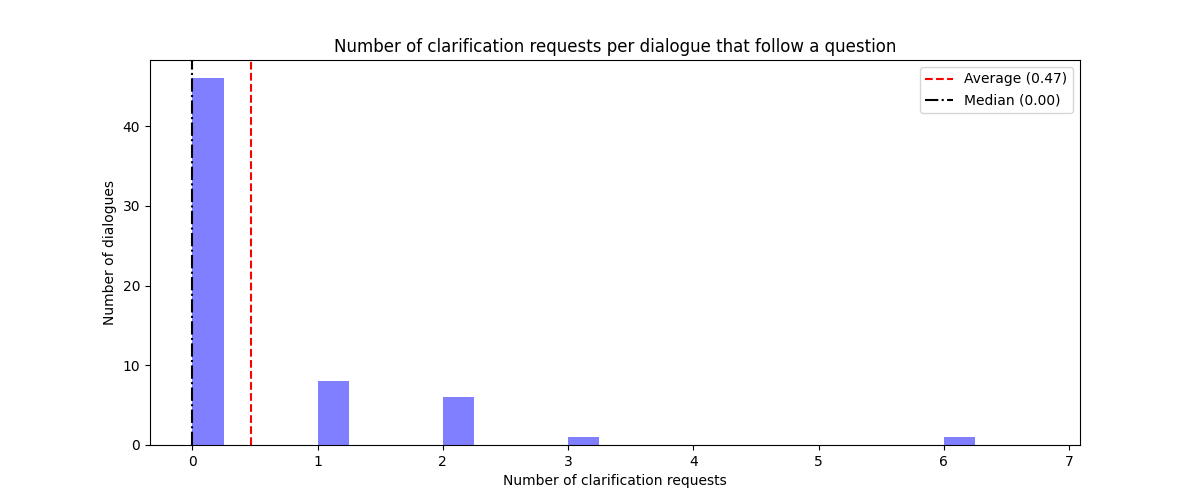 Number of clarification requests per dialogue that follow a question
Average (0.47)
Median (0.00)
Number of dialogues
40
30
20
10
0
0 1 2 3 4 5 6 7
Number of clarification requests